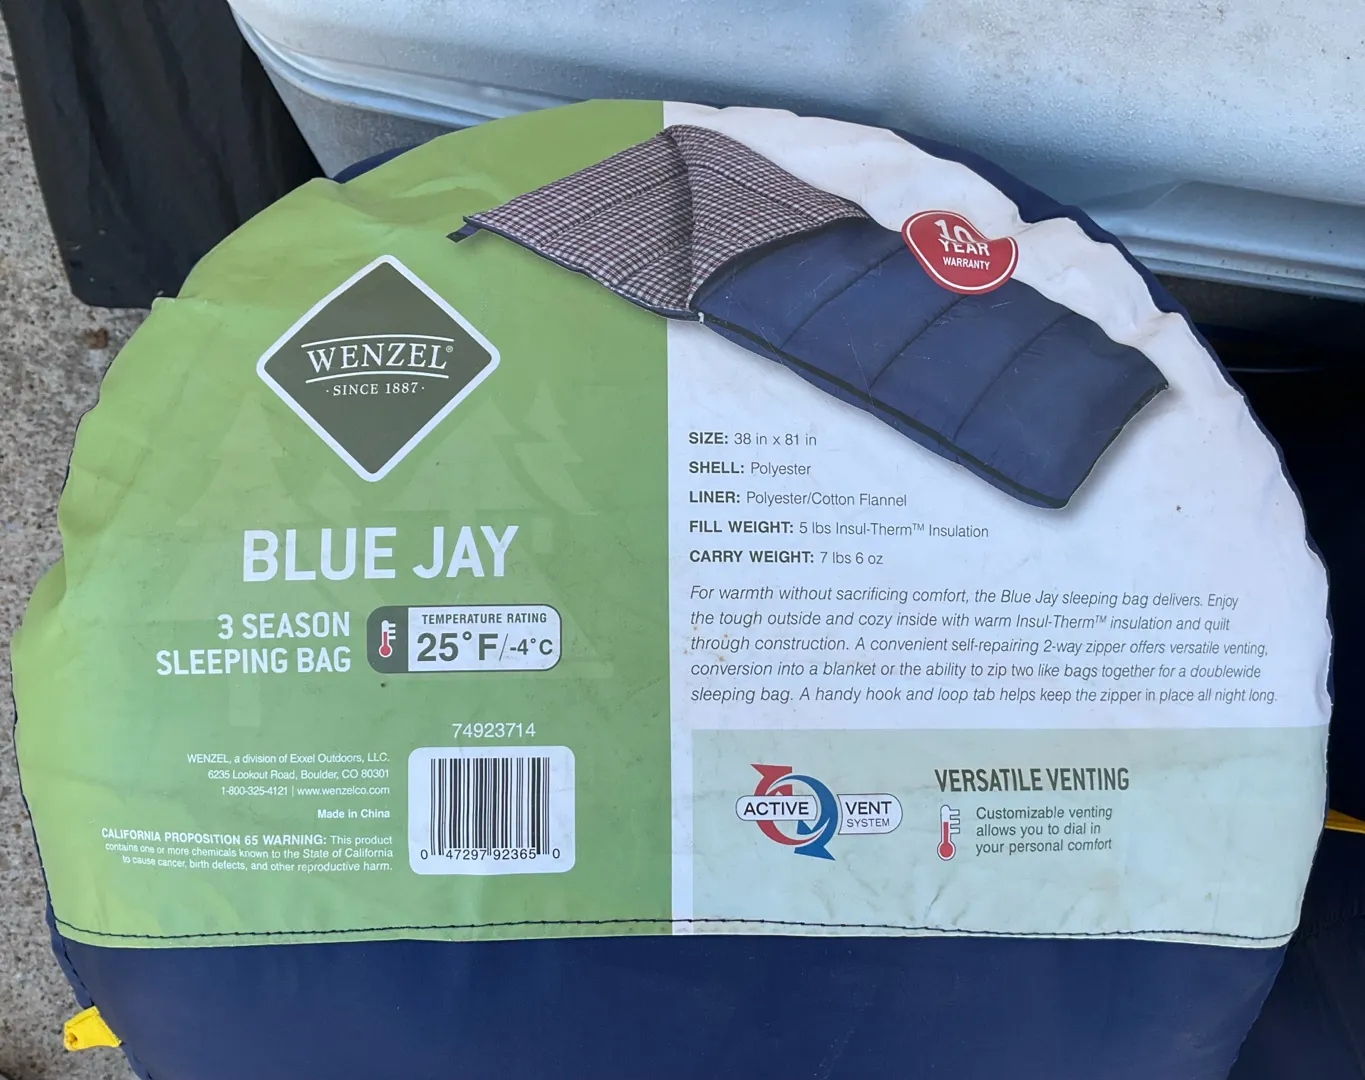 10
YEAR
WARRANTY
WENZEL®
· SINCE 1887 ·
BLUE JAY
3 SEASON
SLEEPING BAG
TEMPERATURE RATING
25°F/-4°C
74923714
WENZEL, a division of Exxel Outdoors, LLC.
6235 Lookout Road, Boulder, CO 80301
1-800-325-4121 | www.wenzelco.com
Made in China
CALIFORNIA PROPOSITION 65 WARNING: This product
contains one or more chemicals known to the State of California
to cause cancer, birth defects, and other reproductive harm.
0 47297 92365 0
SIZE: 38 in x 81 in
SHELL: Polyester
LINER: Polyester/Cotton Flannel
FILL WEIGHT: 5 lbs Insul-Therm™ Insulation
CARRY WEIGHT: 7 lbs 6 oz
For warmth without sacrificing comfort, the Blue Jay sleeping bag delivers. Enjoy
the tough outside and cozy inside with warm Insul-Therm™ insulation and quilt
through construction. A convenient self-repairing 2-way zipper offers versatile venting,
conversion into a blanket or the ability to zip two like bags together for a doublewide
sleeping bag. A handy hook and loop tab helps keep the zipper in place all night long.
ACTIVE VENT
SYSTEM
VERSATILE VENTING
Customizable venting
allows you to dial in
your personal comfort